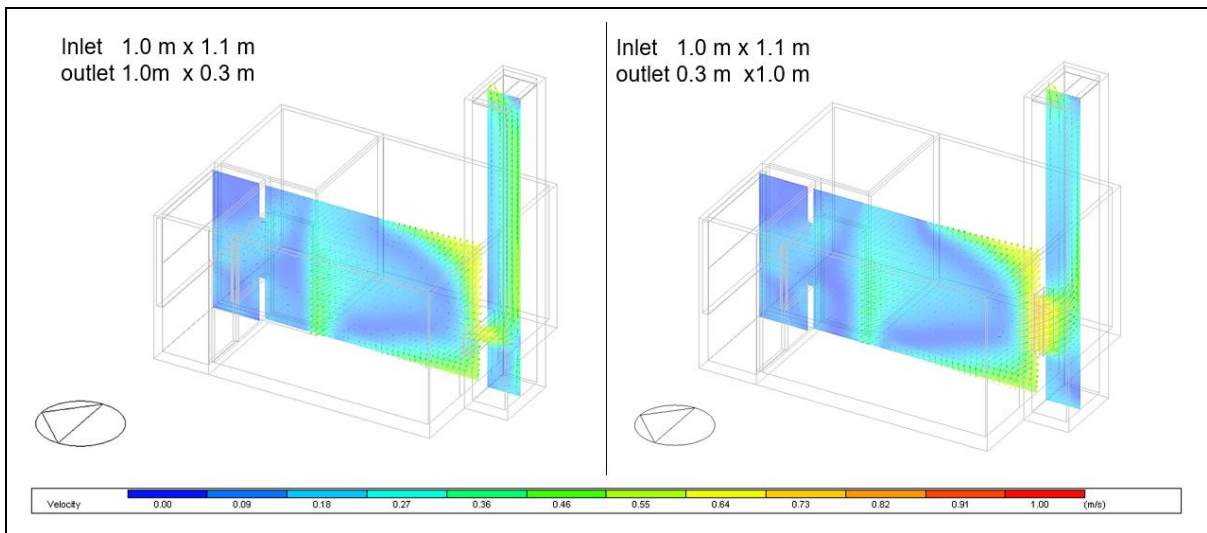 Inlet 1.0 m x 1.1 m
outlet 1.0m x 0.3 m
Inlet 1.0 m x 1.1 m
outlet 0.3 m x1.0 m
Velocity 0.00 0.09 0.18 0.27 0.36 0.46 0.55 0.64 0.73 0.82 0.91 1.00 (m/s)